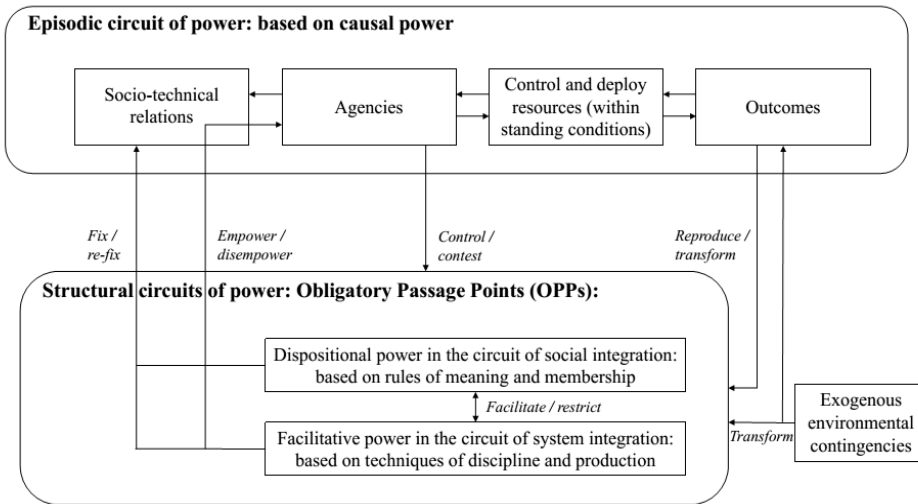 Episodic circuit of power: based on causal power
Socio-technical
relations
Agencies
Control and deploy
resources (within
standing conditions)
Outcomes
Fix /
re-fix
Empower /
disempower
Control /
contest
Reproduce /
transform
Structural circuits of power: Obligatory Passage Points (OPPs):
Dispositional power in the circuit of social integration:
based on rules of meaning and membership
Facilitate / restrict
Facilitative power in the circuit of system integration:
based on techniques of discipline and production
Transform
Exogenous
environmental
contingencies